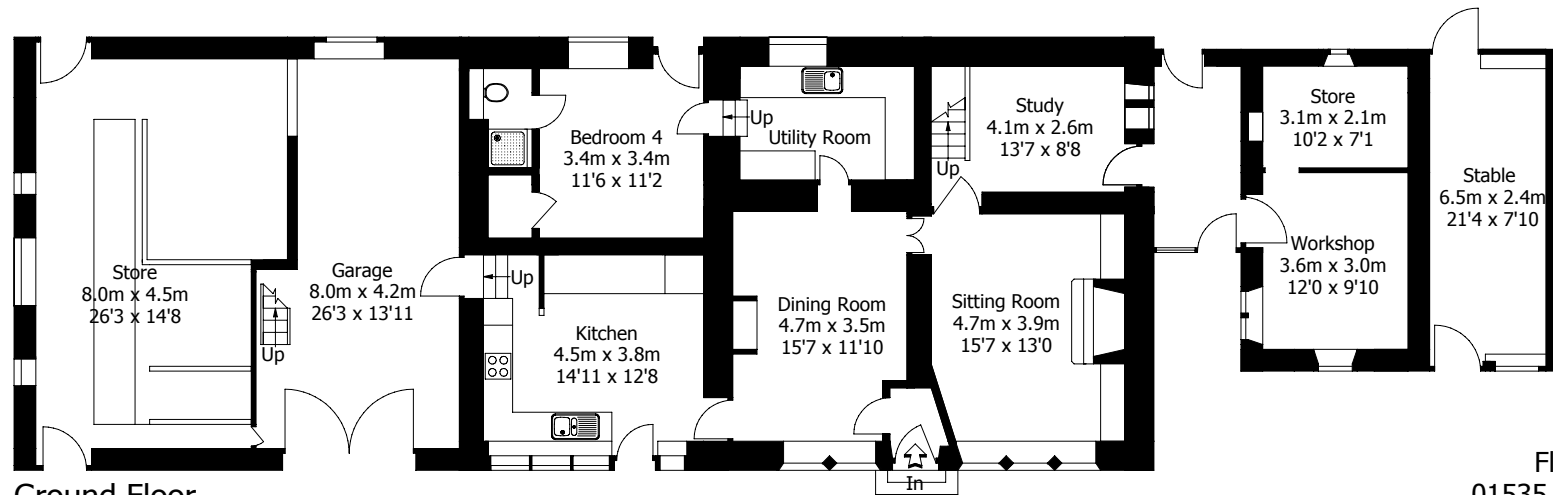 Store
8.0m x 4.5m
26'3 x 14'8
Up
Garage
8.0m x 4.2m
26'3 x 13'11
Bedroom 4
3.4m x 3.4m
11'6 x 11'2
Up
Utility Room
Up
Kitchen
4.5m x 3.8m
14'11 x 12'8
Dining Room
4.7m x 3.5m
15'7 x 11'10
Study
4.1m x 2.6m
13'7 x 8'8
Up
Sitting Room
4.7m x 3.9m
15'7 x 13'0
In
Store
3.1m x 2.1m
10'2 x 7'1
Workshop
3.6m x 3.0m
12'0 x 9'10
Stable
6.5m x 2.4m
21'4 x 7'10
Ground Floor
Fl
01535